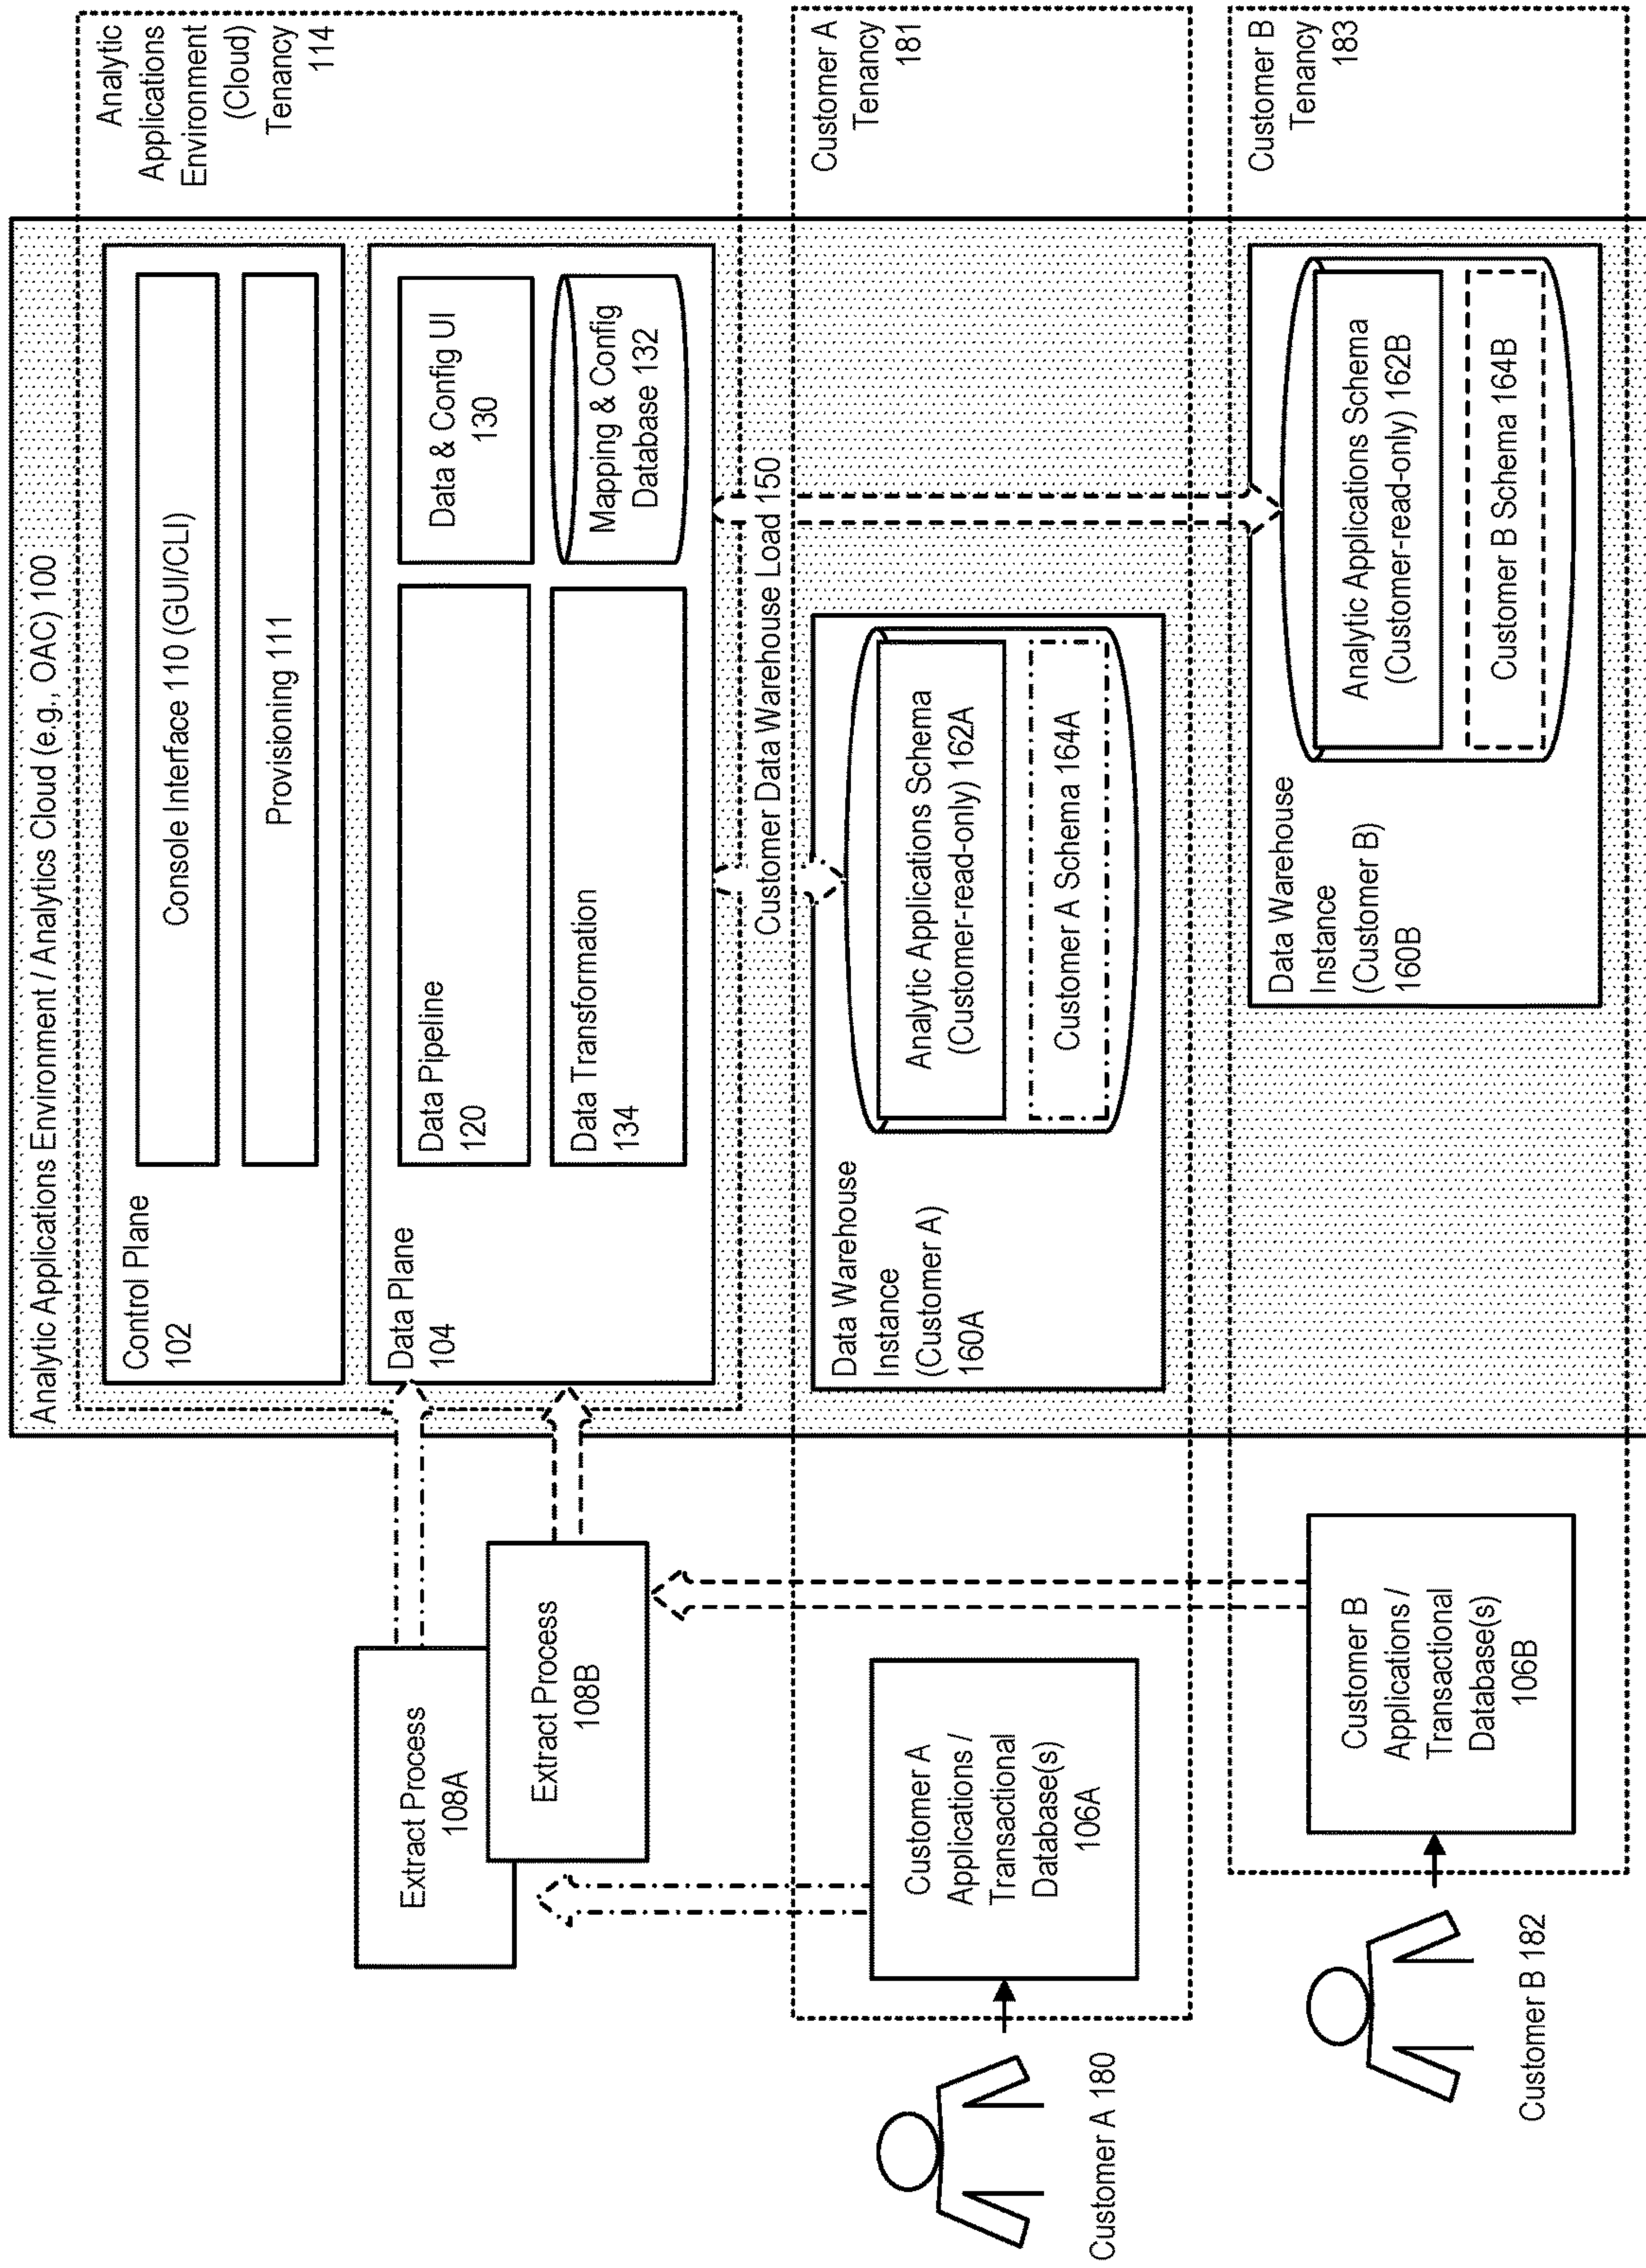 Analytic Applications Environment / Analytics Cloud (e.g., OAC) 100
Analytic
Applications
Environment
(Cloud)
Tenancy
114
Control Plane
102
Console Interface 110 (GUI/CLI)
Provisioning 111
Data Plane
104
Data Pipeline
120
Data & Config UI
130
Data Transformation
134
Mapping & Config
Database 132
Extract Process
108A
Extract Process
108B
Customer Data Warehouse Load 150
Customer A
Tenancy
181
Customer A 180
Customer A
Applications /
Transactional
Database(s)
106A
Data Warehouse
Instance
(Customer A)
160A
Analytic Applications Schema
(Customer-read-only) 162A
Customer A Schema 164A
Customer B
Tenancy
183
Customer B 182
Customer B
Applications /
Transactional
Database(s)
106B
Data Warehouse
Instance
(Customer B)
160B
Analytic Applications Schema
(Customer-read-only) 162B
Customer B Schema 164B